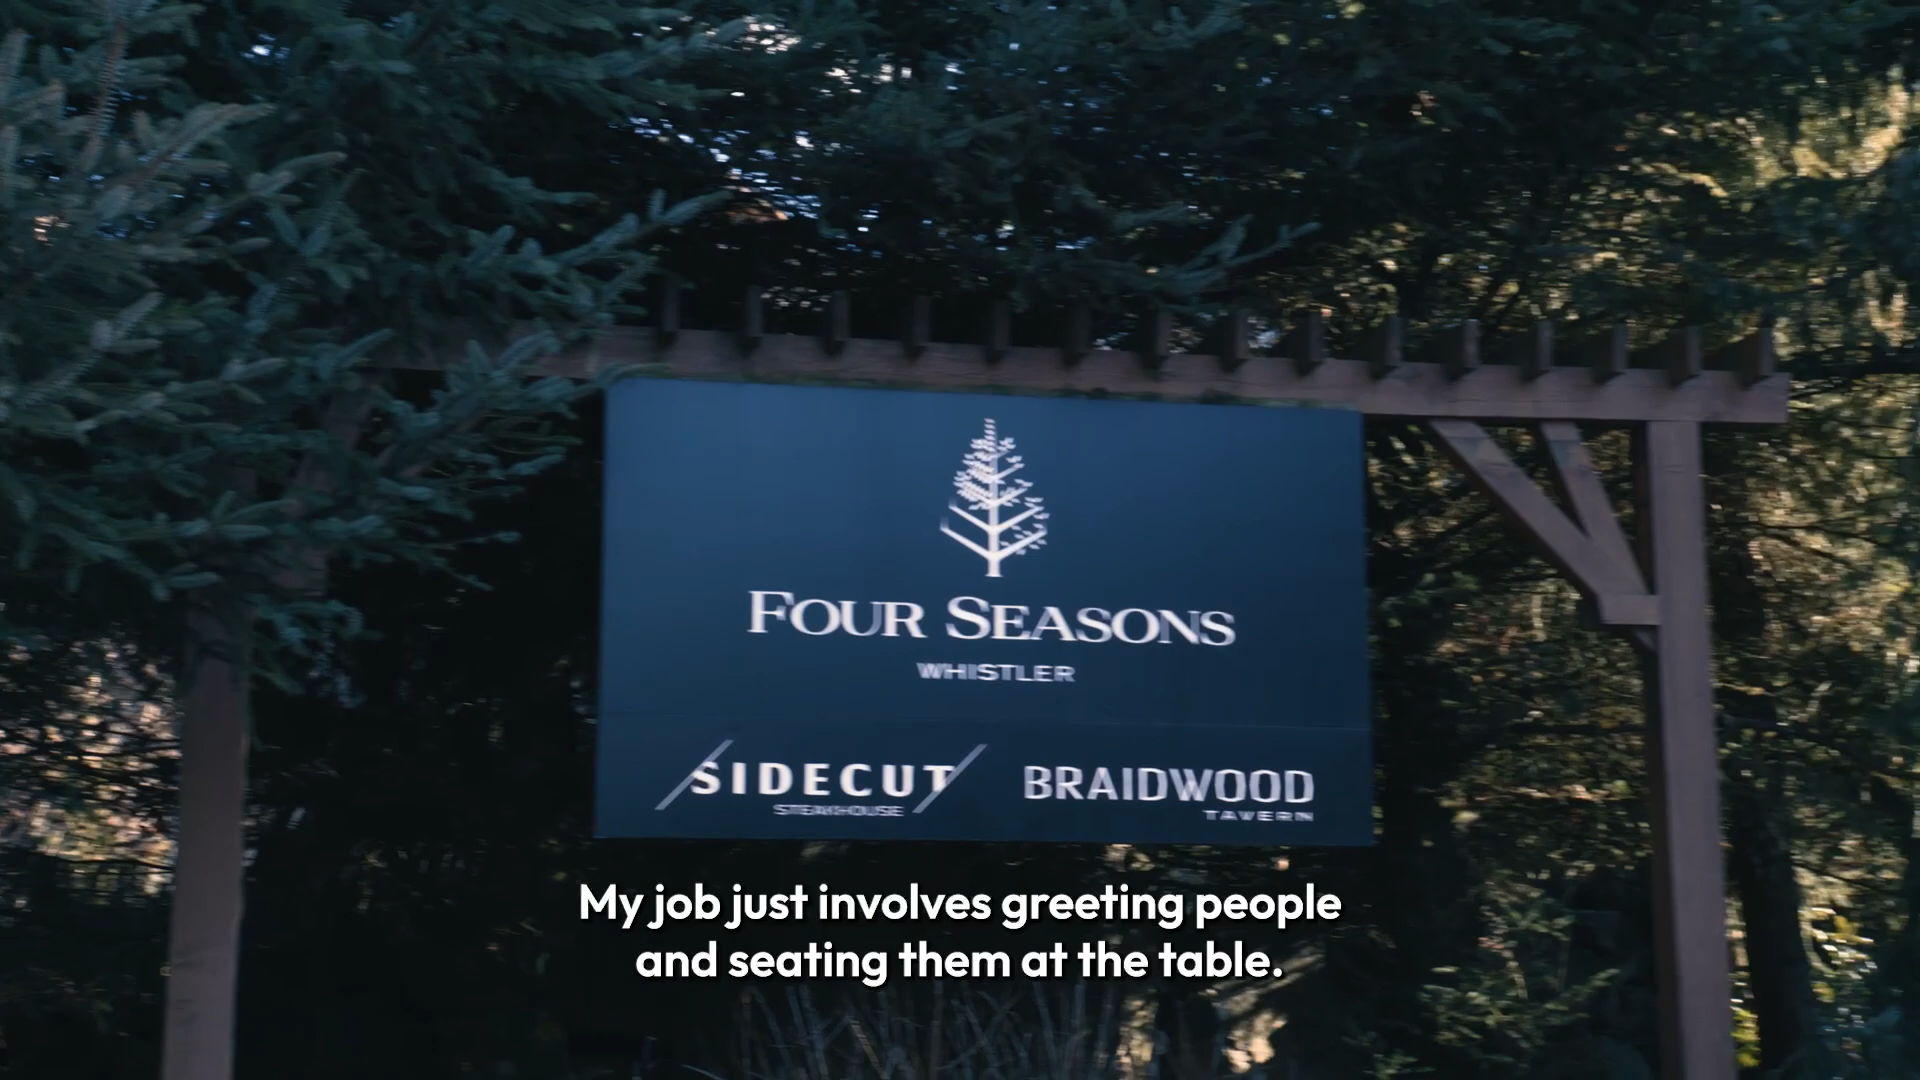 FOUR SEASONS
WHISTLER
SIDECUT
STEAKHOUSE
BRAIDWOOD
TAVERN
My job just involves greeting people
and seating them at the table.